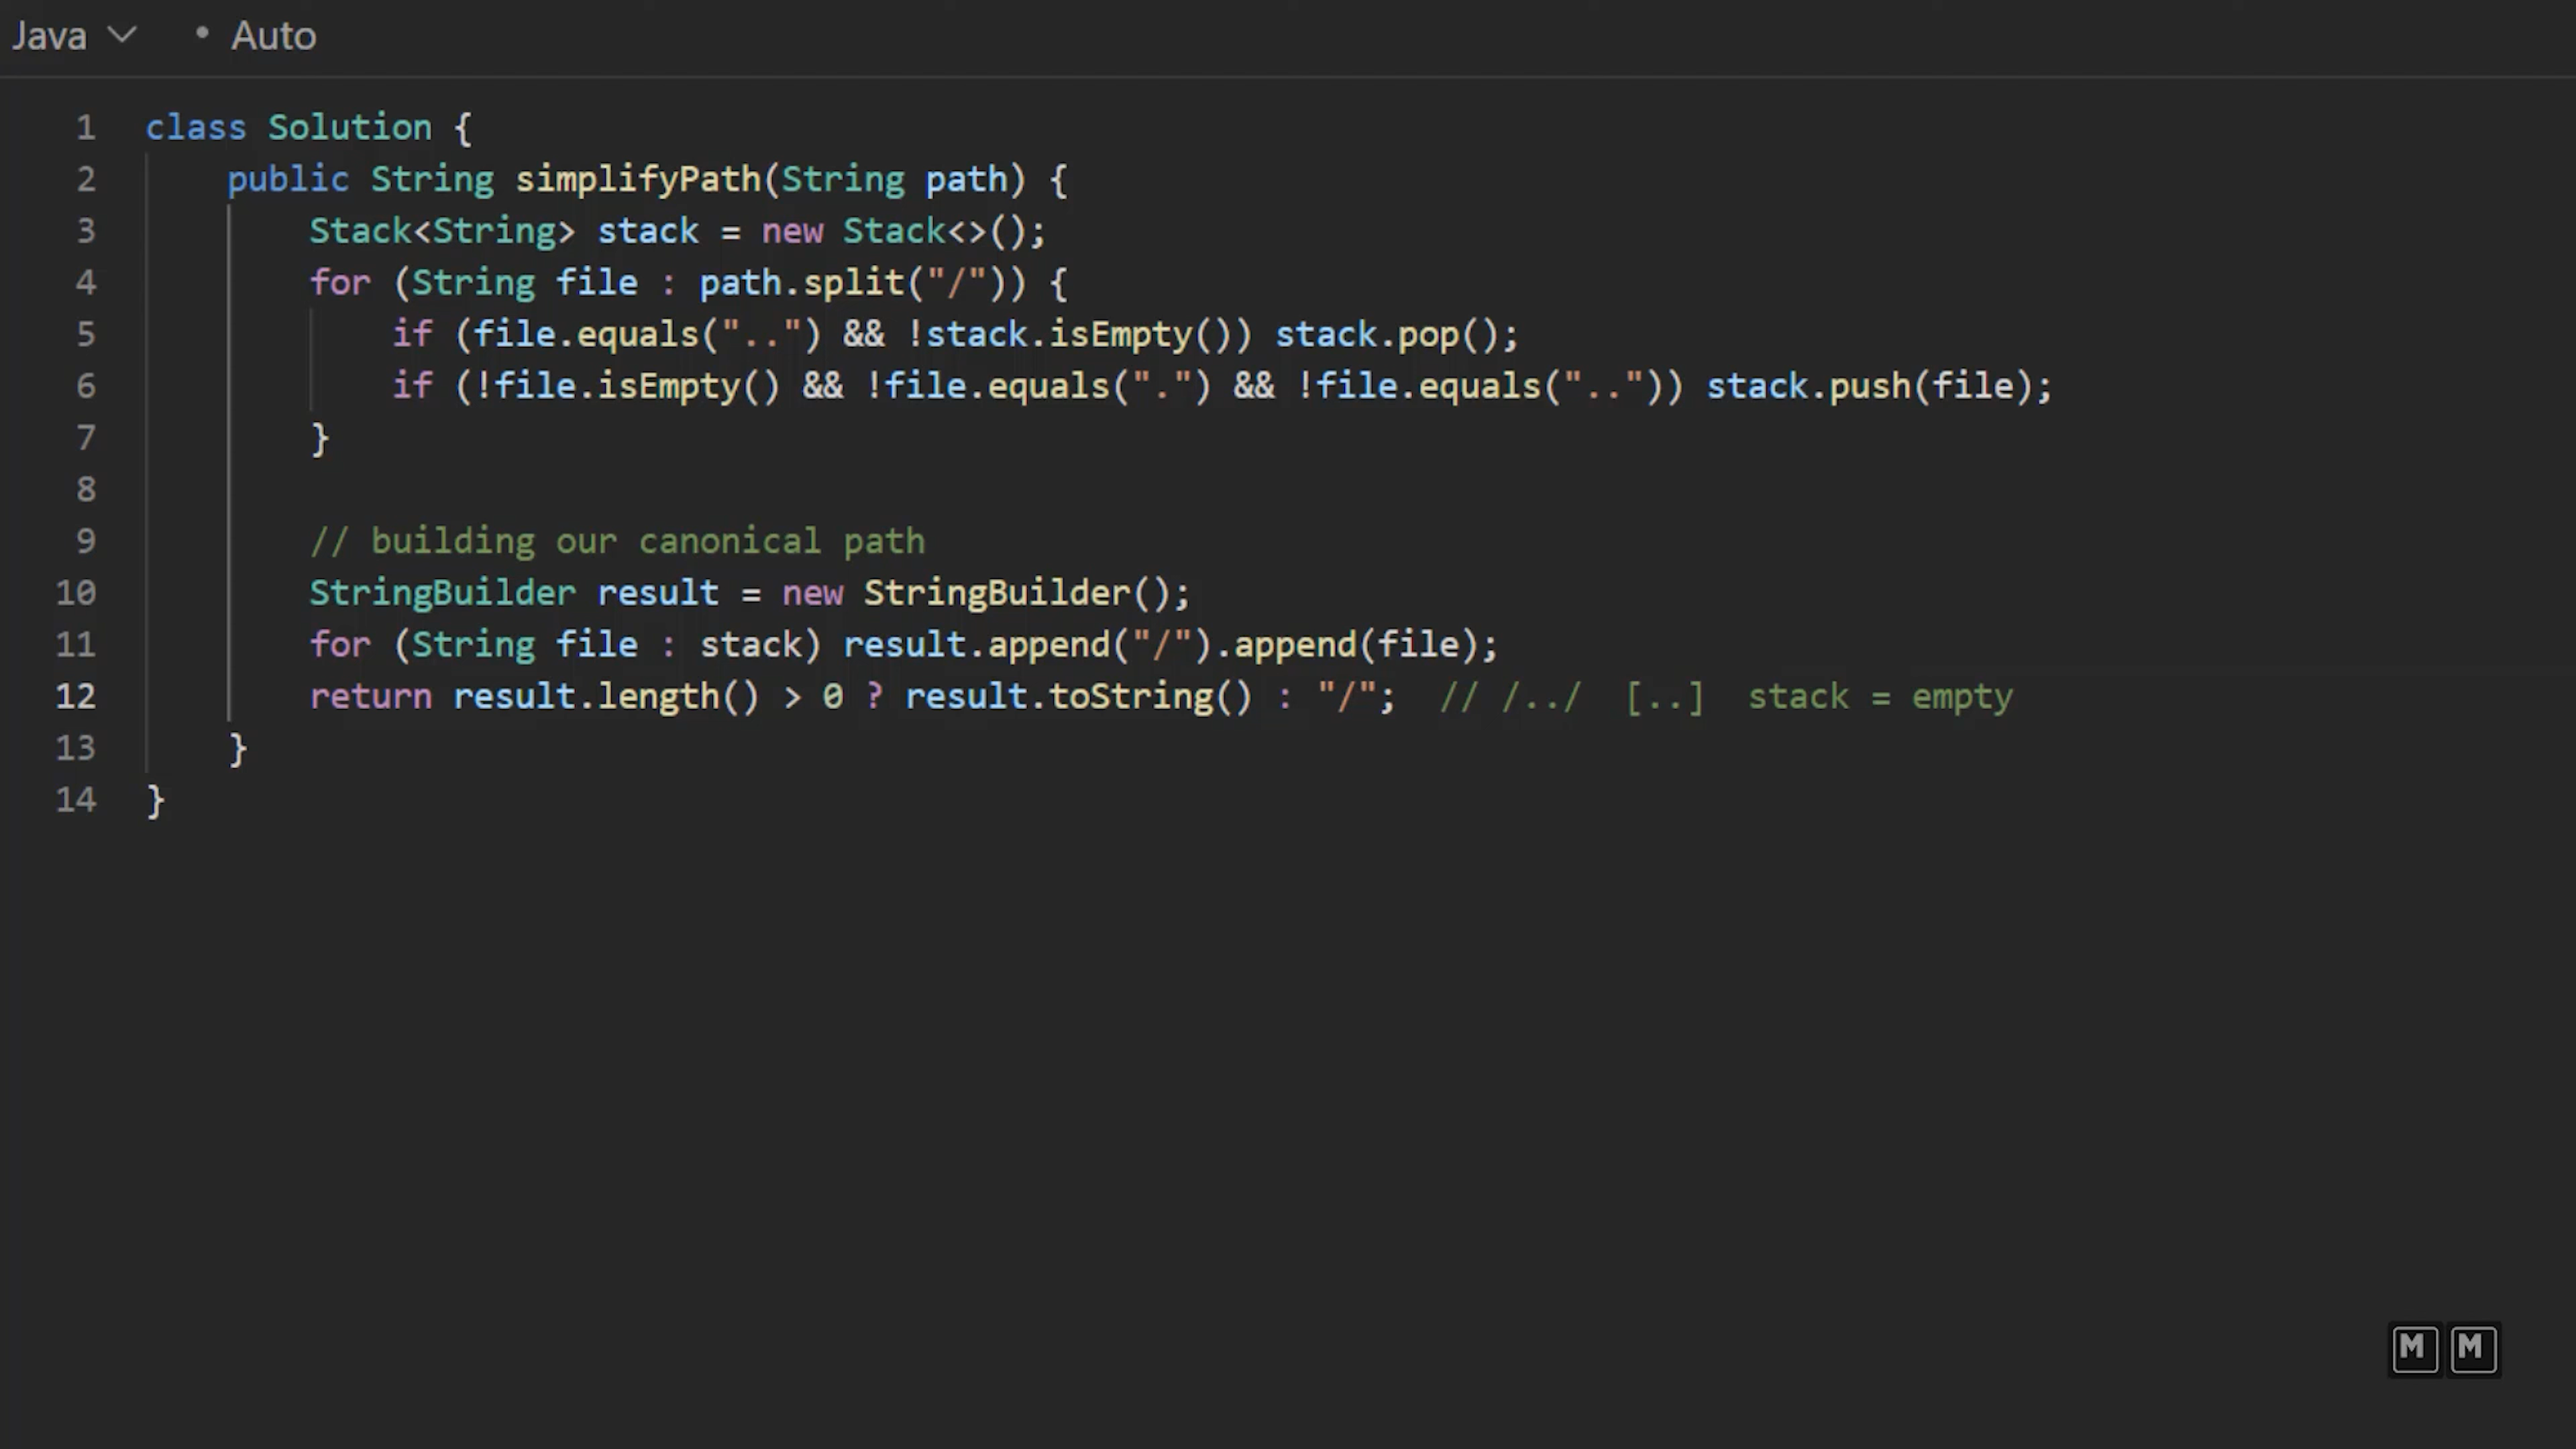 Java • Auto
1 class Solution {
2 public String simplifyPath(String path) {
3 Stack<String> stack = new Stack<>();
4 for (String file : path.split("/")) {
5 if (file.equals("..") && !stack.isEmpty()) stack.pop();
6 if (!file.isEmpty() && !file.equals(".") && !file.equals("..")) stack.push(file);
7 }
8
9 // building our canonical path
10 StringBuilder result = new StringBuilder();
11 for (String file : stack) result.append("/").append(file);
12 return result.length() > 0 ? result.toString() : "/"; // /../ [..] stack = empty
13 }
14 }
M M